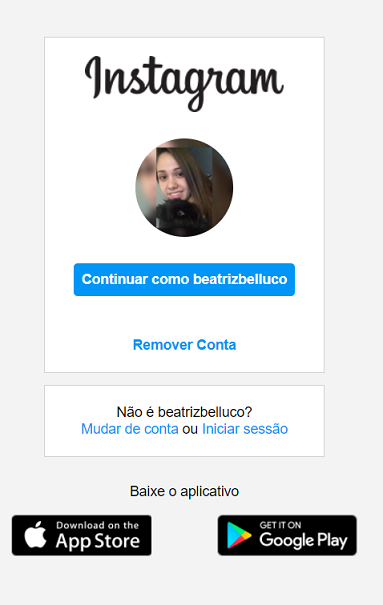 Instagram
Continuar como beatrizbelluco
Remover Conta
Não é beatrizbelluco?
Mudar de conta ou Iniciar sessão
Baixe o aplicativo
Download on the
App Store
GET IT ON
Google Play